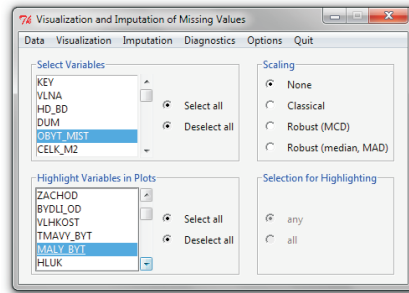 Visualization and Imputation of Missing Values
Data Visualization Imputation Diagnostics Options Quit
Select Variables
KEY
VLNA
HD_BD
DUM
OBYT_MIST
CELK_M2
Select all
Deselect all
Scaling
None
Classical
Robust (MCD)
Robust (median, MAD)
Highlight Variables in Plots
ZACHOD
BYDLI_OD
VLHKOST
TMAVY_BYT
MALY_BYT
HLUK
Select all
Deselect all
Selection for Highlighting
any
all